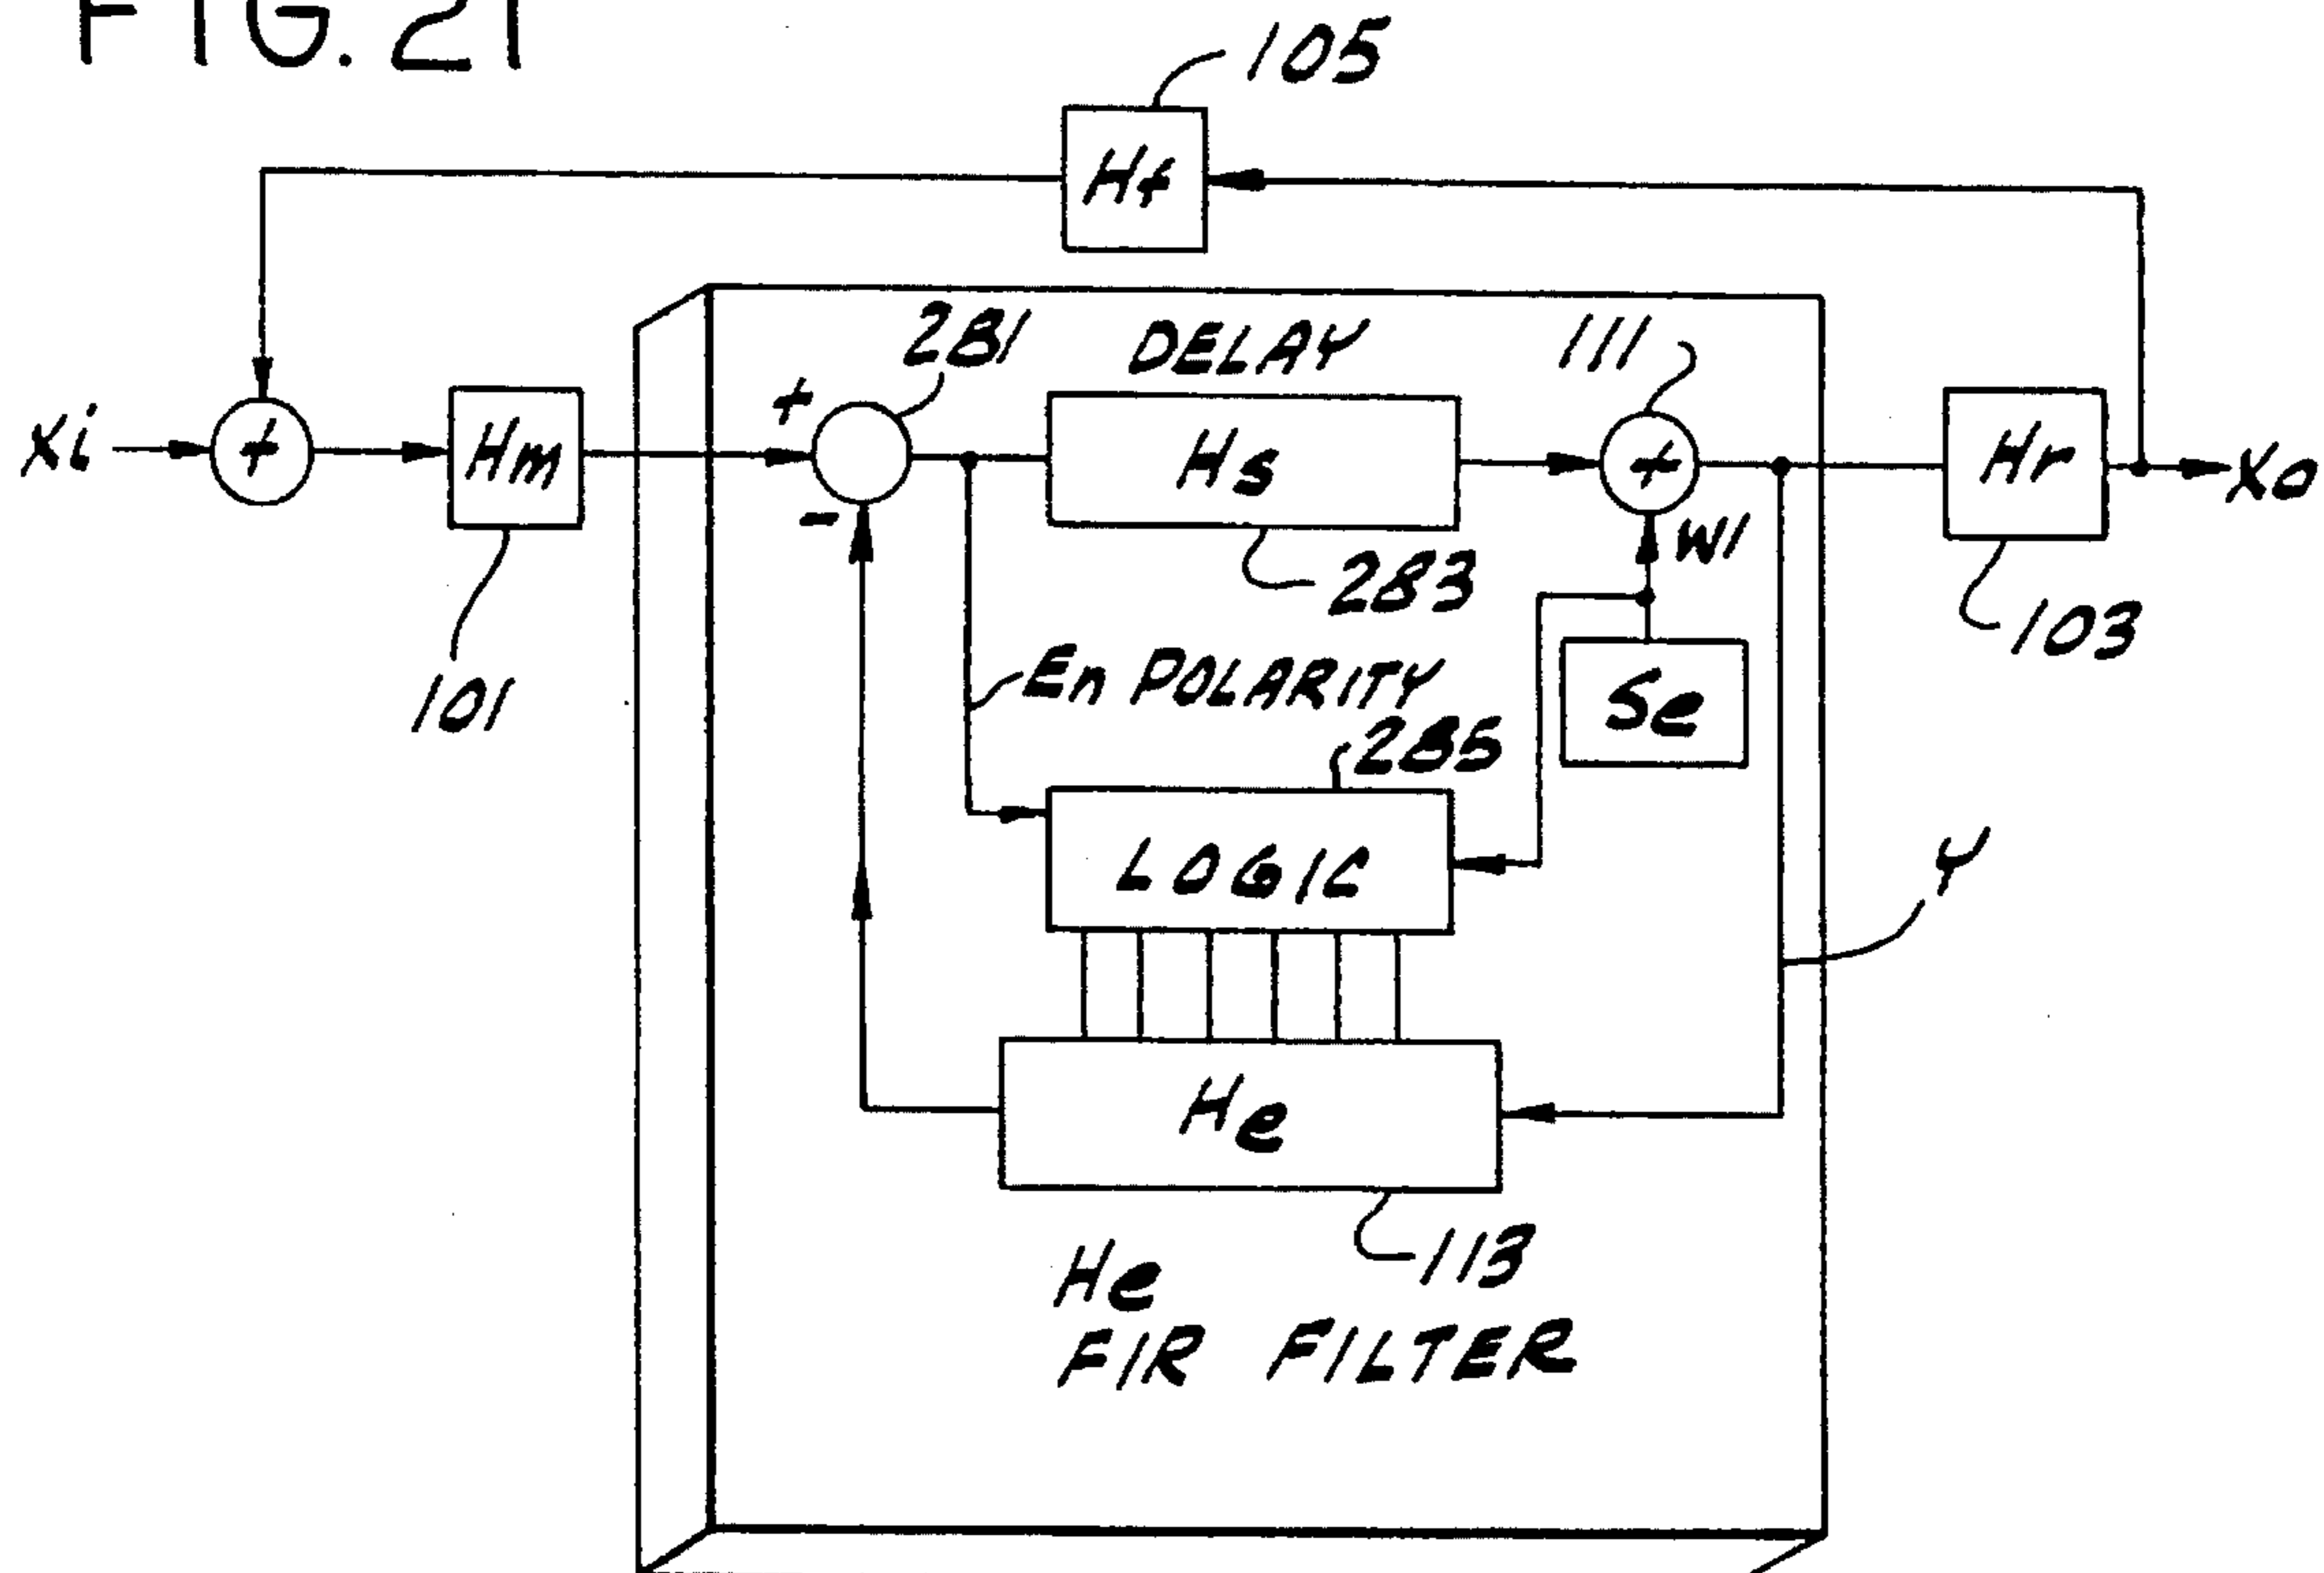 FIG. 21
105
Hf
281
DELAY
111
+
-
Xi
+
Hm
Hs
+
Hr
Xo
W1
283
101
103
En POLARITY
Se
285
LOGIC
Y
He
113
He
FIR FILTER